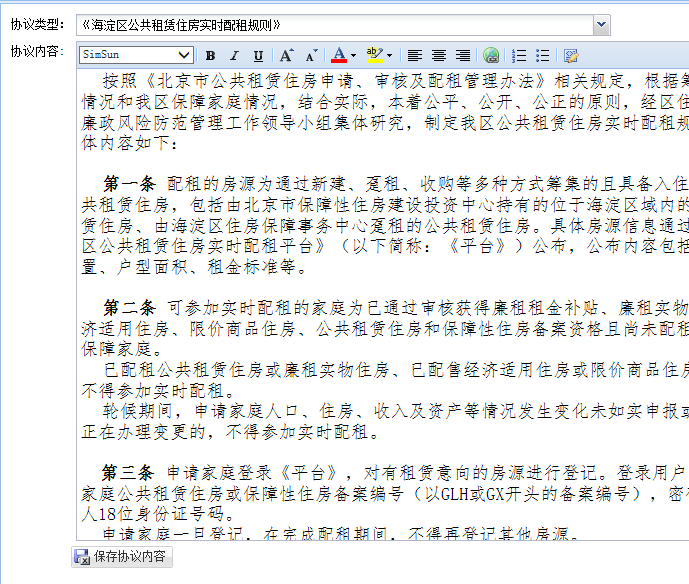 协议类型: 《海淀区公共租赁住房实时配租规则》
协议内容: SimSun B I U A A A ab
按照《北京市公共租赁住房申请、审核及配租管理办法》相关规定，根据筹
情况和我区保障家庭情况，结合实际，本着公平、公开、公正的原则，经区住
廉政风险防范管理工作领导小组集体研究，制定我区公共租赁住房实时配租规
体内容如下：
第一条 配租的房源为通过新建、趸租、收购等多种方式筹集的且具备入住
共租赁住房，包括由北京市保障性住房建设投资中心持有的位于海淀区域内的
赁住房、由海淀区住房保障事务中心趸租的公共租赁住房。具体房源信息通过
区公共租赁住房实时配租平台》（以下简称：《平台》）公布，公布内容包括
置、户型面积、租金标准等。
第二条 可参加实时配租的家庭为已通过审核获得廉租租金补贴、廉租实物
济适用住房、限价商品住房、公共租赁住房和保障性住房备案资格且尚未配租
保障家庭。
已配租公共租赁住房或廉租实物住房、已配售经济适用住房或限价商品住房
不得参加实时配租。
轮候期间，申请家庭人口、住房、收入及资产等情况发生变化未如实申报或
正在办理变更的，不得参加实时配租。
第三条 申请家庭登录《平台》，对有租赁意向的房源进行登记。登录用户
家庭公共租赁住房或保障性住房备案编号（以GLH或GX开头的备案编号），密
人18位身份证号码。
申请家庭一旦登记，在完成配租期间，不得再登记其他房源。
保存协议内容